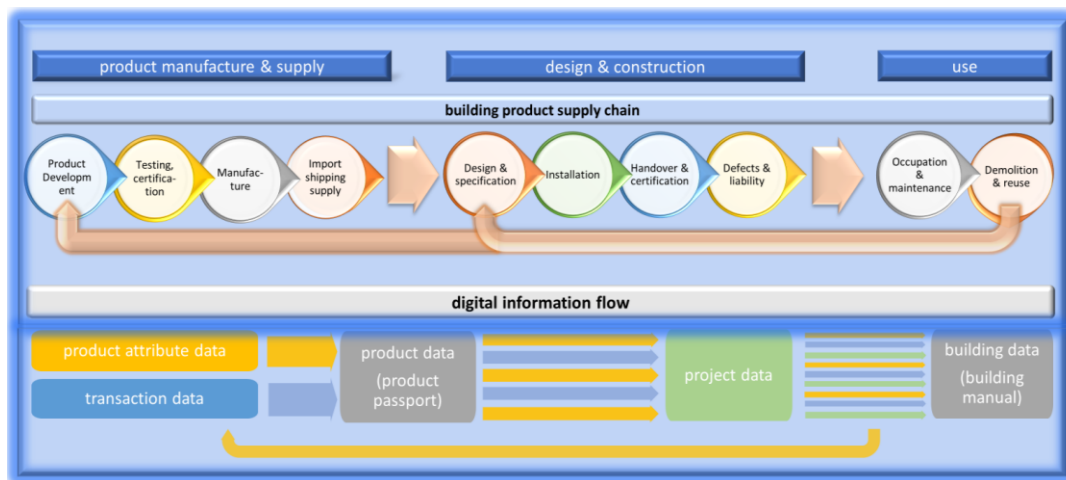 product manufacture & supply
design & construction
use
building product supply chain
Product
Developm
ent
Testing,
certifica-
tion
Manufac-
ture
Import
shipping
supply
Design &
specification
Installation
Handover &
certification
Defects &
liability
Occupation
&
maintenance
Demolition
& reuse
digital information flow
product attribute data
transaction data
product data
(product
passport)
project data
building data
(building
manual)